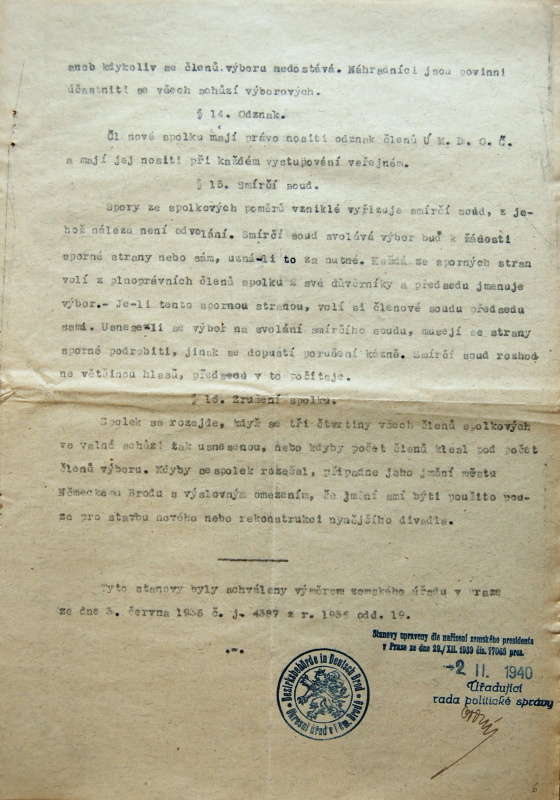 aneb kdykoliv se členů výboru nedostává. Náhradníci jsou povinni
účastniti se všech schůzí výborových.
§ 14. Odznak.
Členové spolku mají právo nositi odznak členů Ú M. D. O. Č.
a mají jej nositi při každém vystupování veřejném.
§ 15. Smírčí soud.
Spory ze spolkových poměrů vzniklé vyřizuje smírčí soud, z je-
hož nálezu není odvolání. Smírčí soud svolává výbor buď k žádosti
sporné strany nebo sám, uzná-li to za nutné. Každá ze sporných stran
volí z plnoprávních členů spolku 2 své důvěrníky a předsedu jmenuje
výbor.- Je-li tento spornou stranou, volí si členové soudu předsedu
sami. Usnese-li se výbor na svolání smírčího soudu, musejí se strany
sporné podrobiti, jinak se dopustí porušení kázně. Smírčí soud rozhod-
ne většinou hlasů, předsedu v to počítaje.
§ 16. Zrušení spolku.
Spolek se rozejde, když se tři čtvrtiny všech členů spolkových
ve valné schůzi tak usnesou, nebo kdyby počet členů klesl pod počet
členů výboru. Kdyby se spolek rozešel, připadne jeho jmění městu
Německému Brodu s výslovným omezením, že jmění smí býti použito pou-
ze pro stavbu nového nebo rekonstrukci nynějšího divadla.
Tyto stanovy byly schváleny výměrem zemského úřadu v Praze
ze dne 3. června 1936 č. j. 4387 z r. 1936 odd. 19.
Stanovy upraveny dle nařízení zemského presidenta
v Praze ze dne 28./XII. 1939 čís. 77065 pres.
-2 II. 1940
Úřadující
rada politické správy
Bezirksbehörde in Deutsch Brod
Okresní úřad v Něm. Brodě
6